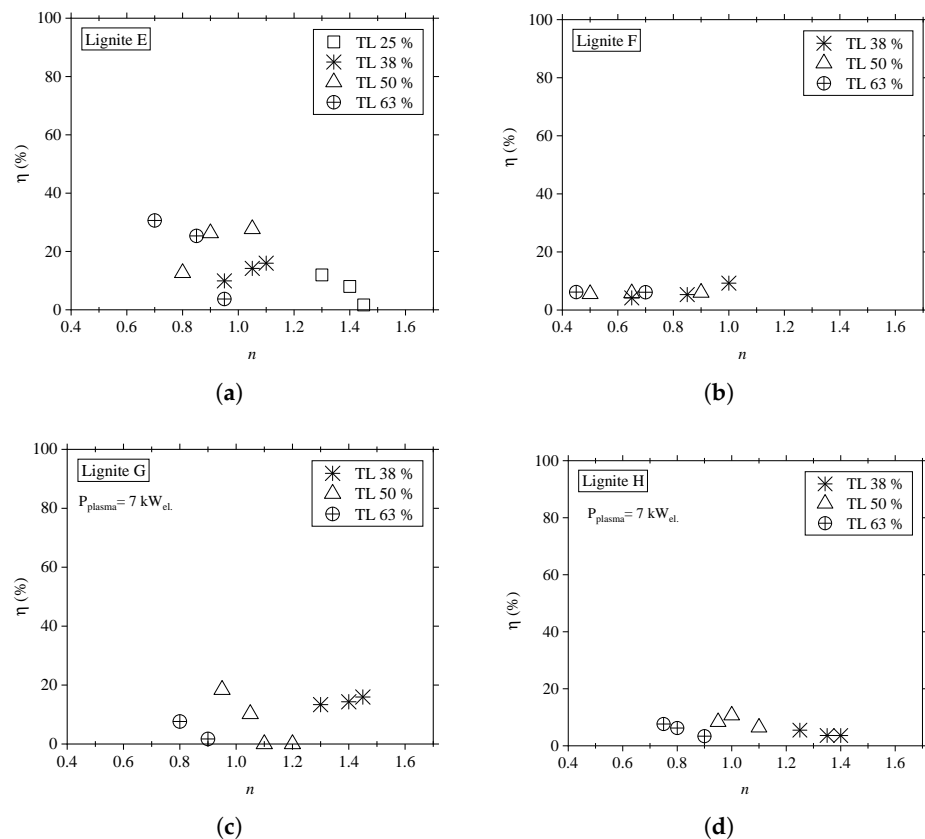 100
Lignite E
TL 25 %
TL 38 %
TL 50 %
TL 63 %
80
60
40
20
0
η (%)
0.4 0.6 0.8 1.0 1.2 1.4 1.6
n
(a)
100
Lignite F
TL 38 %
TL 50 %
TL 63 %
80
60
40
20
0
η (%)
0.4 0.6 0.8 1.0 1.2 1.4 1.6
n
(b)
100
Lignite G
P_plasma= 7 kW_el.
TL 38 %
TL 50 %
TL 63 %
80
60
40
20
0
η (%)
0.4 0.6 0.8 1.0 1.2 1.4 1.6
n
(c)
100
Lignite H
P_plasma= 7 kW_el.
TL 38 %
TL 50 %
TL 63 %
80
60
40
20
0
η (%)
0.4 0.6 0.8 1.0 1.2 1.4 1.6
n
(d)